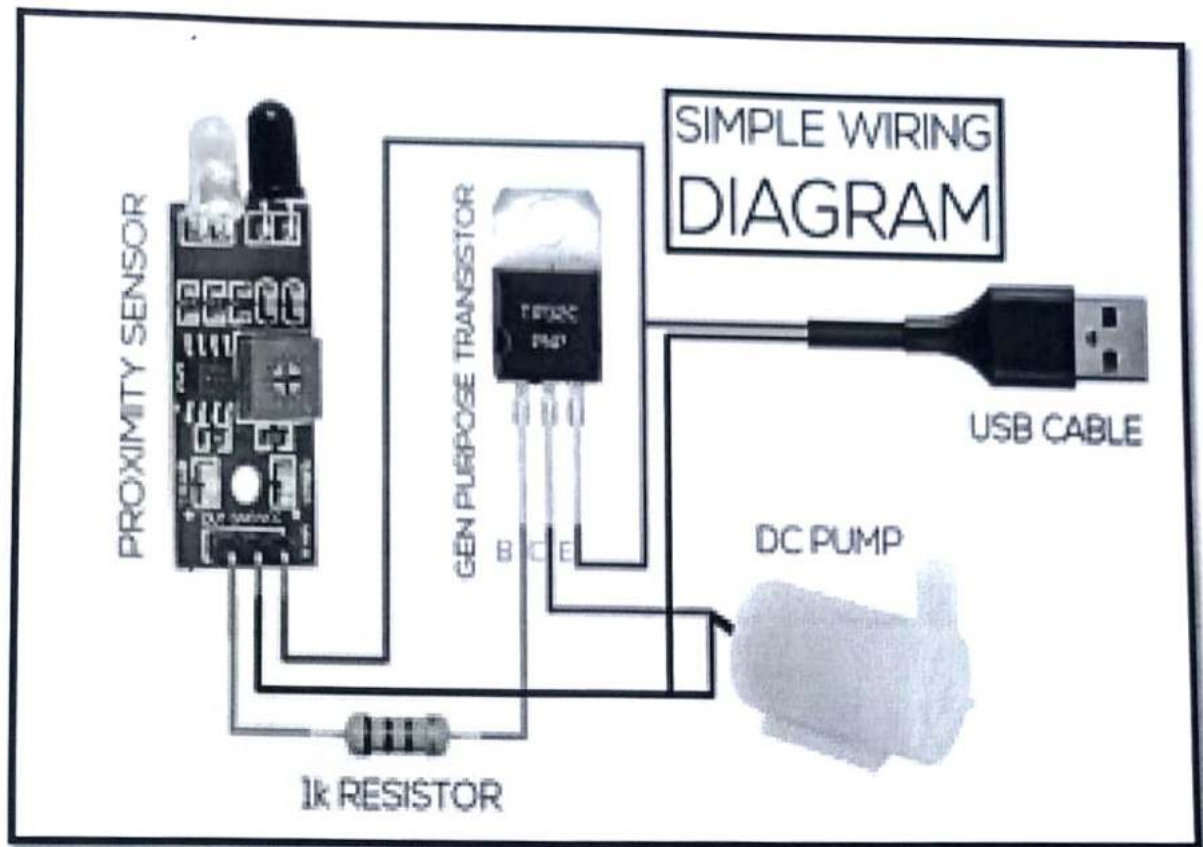 SIMPLE WIRING
DIAGRAM
PROXIMITY SENSOR
GEN PURPOSE TRANSISTOR
PNP
USB CABLE
B C E
DC PUMP
1k RESISTOR